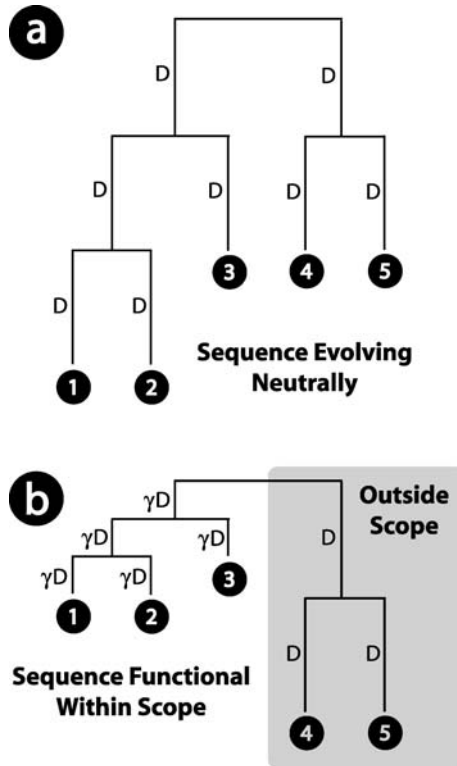 a
D
D
D
D
D
D
3
4
5
D
D
1
2
Sequence Evolving
Neutrally
b
Outside
Scope
γD
D
γD
γD
γD
γD
3
1
2
D
D
Sequence Functional
Within Scope
4
5